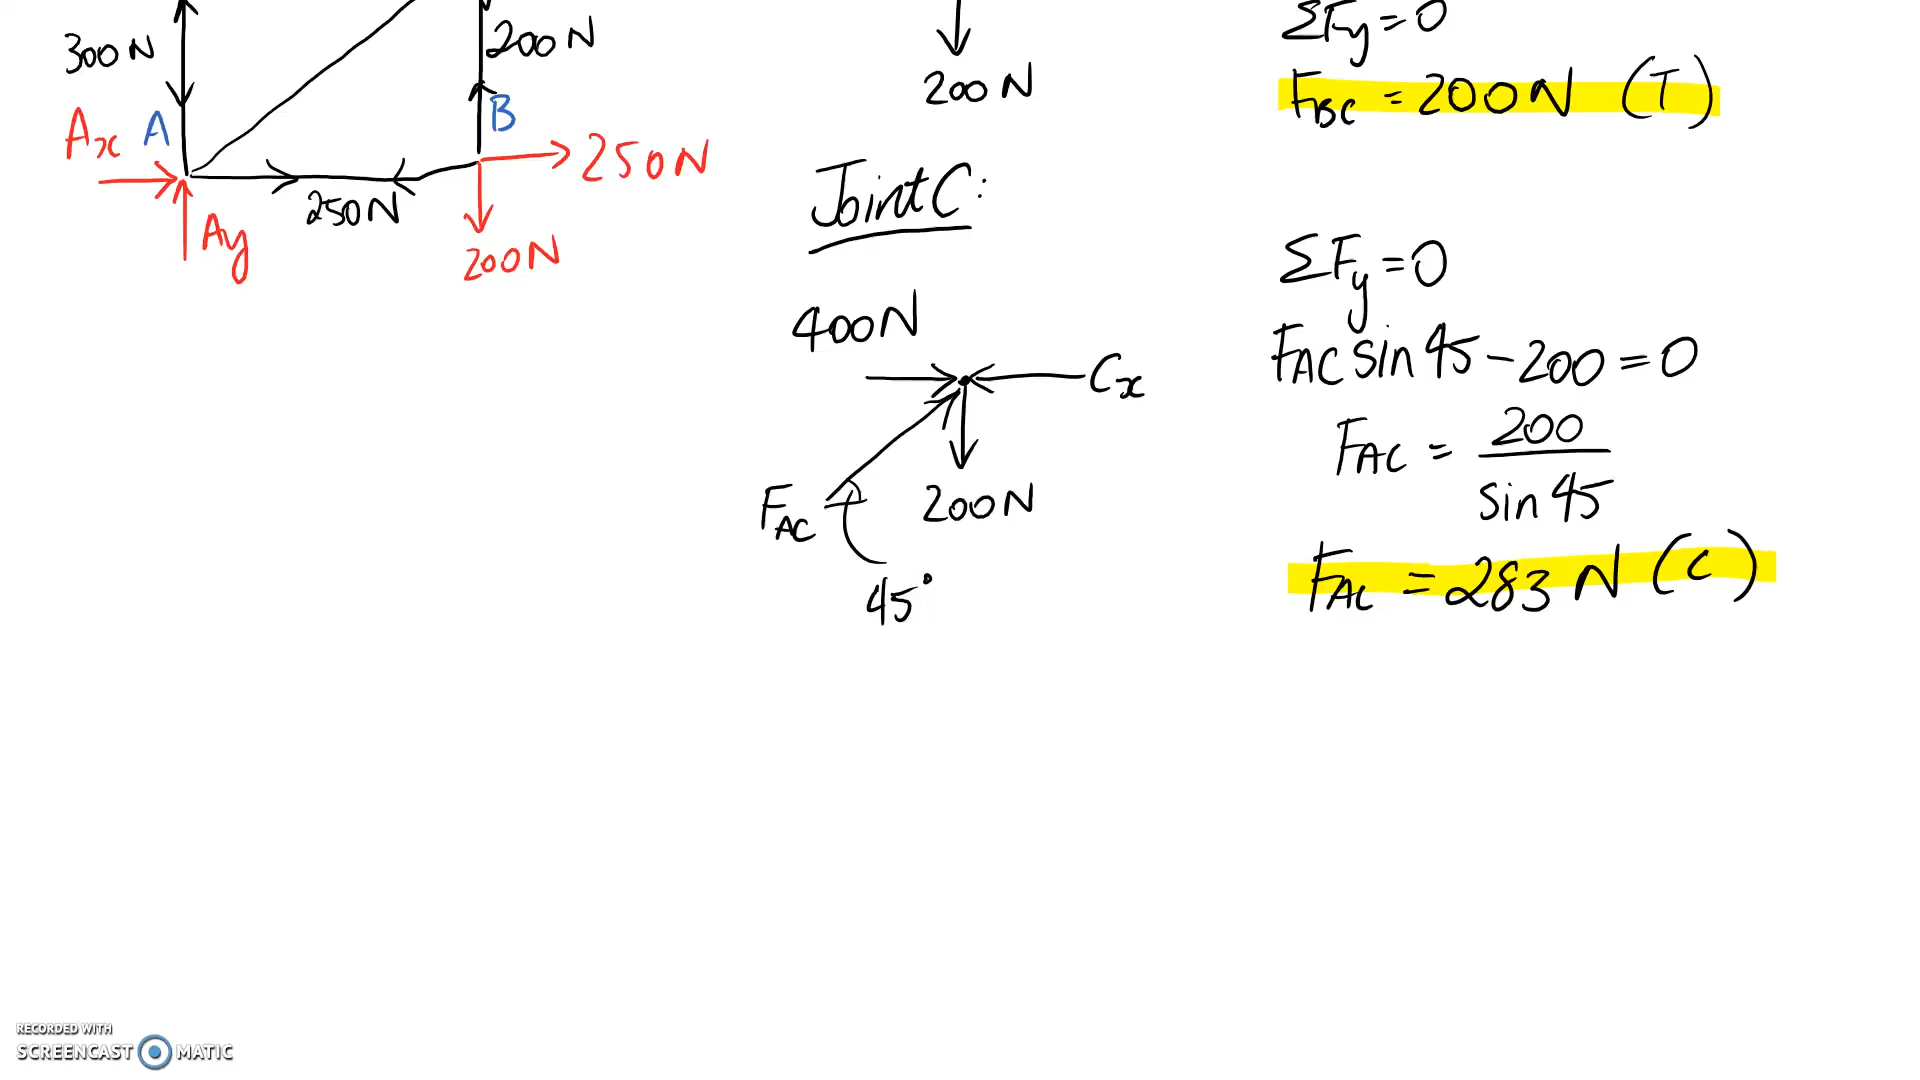 300 N
200 N
Ax A
B
250 N
250 N
Ay
200 N
200 N
Joint C:
400 N
Cx
FAC
200 N
45°
ΣFy = 0
FBC = 200 N (T)
ΣFy = 0
FAC sin 45 - 200 = 0
FAC = 200
sin 45
FAC = 283 N (C)
RECORDED WITH
SCREENCAST MATIC